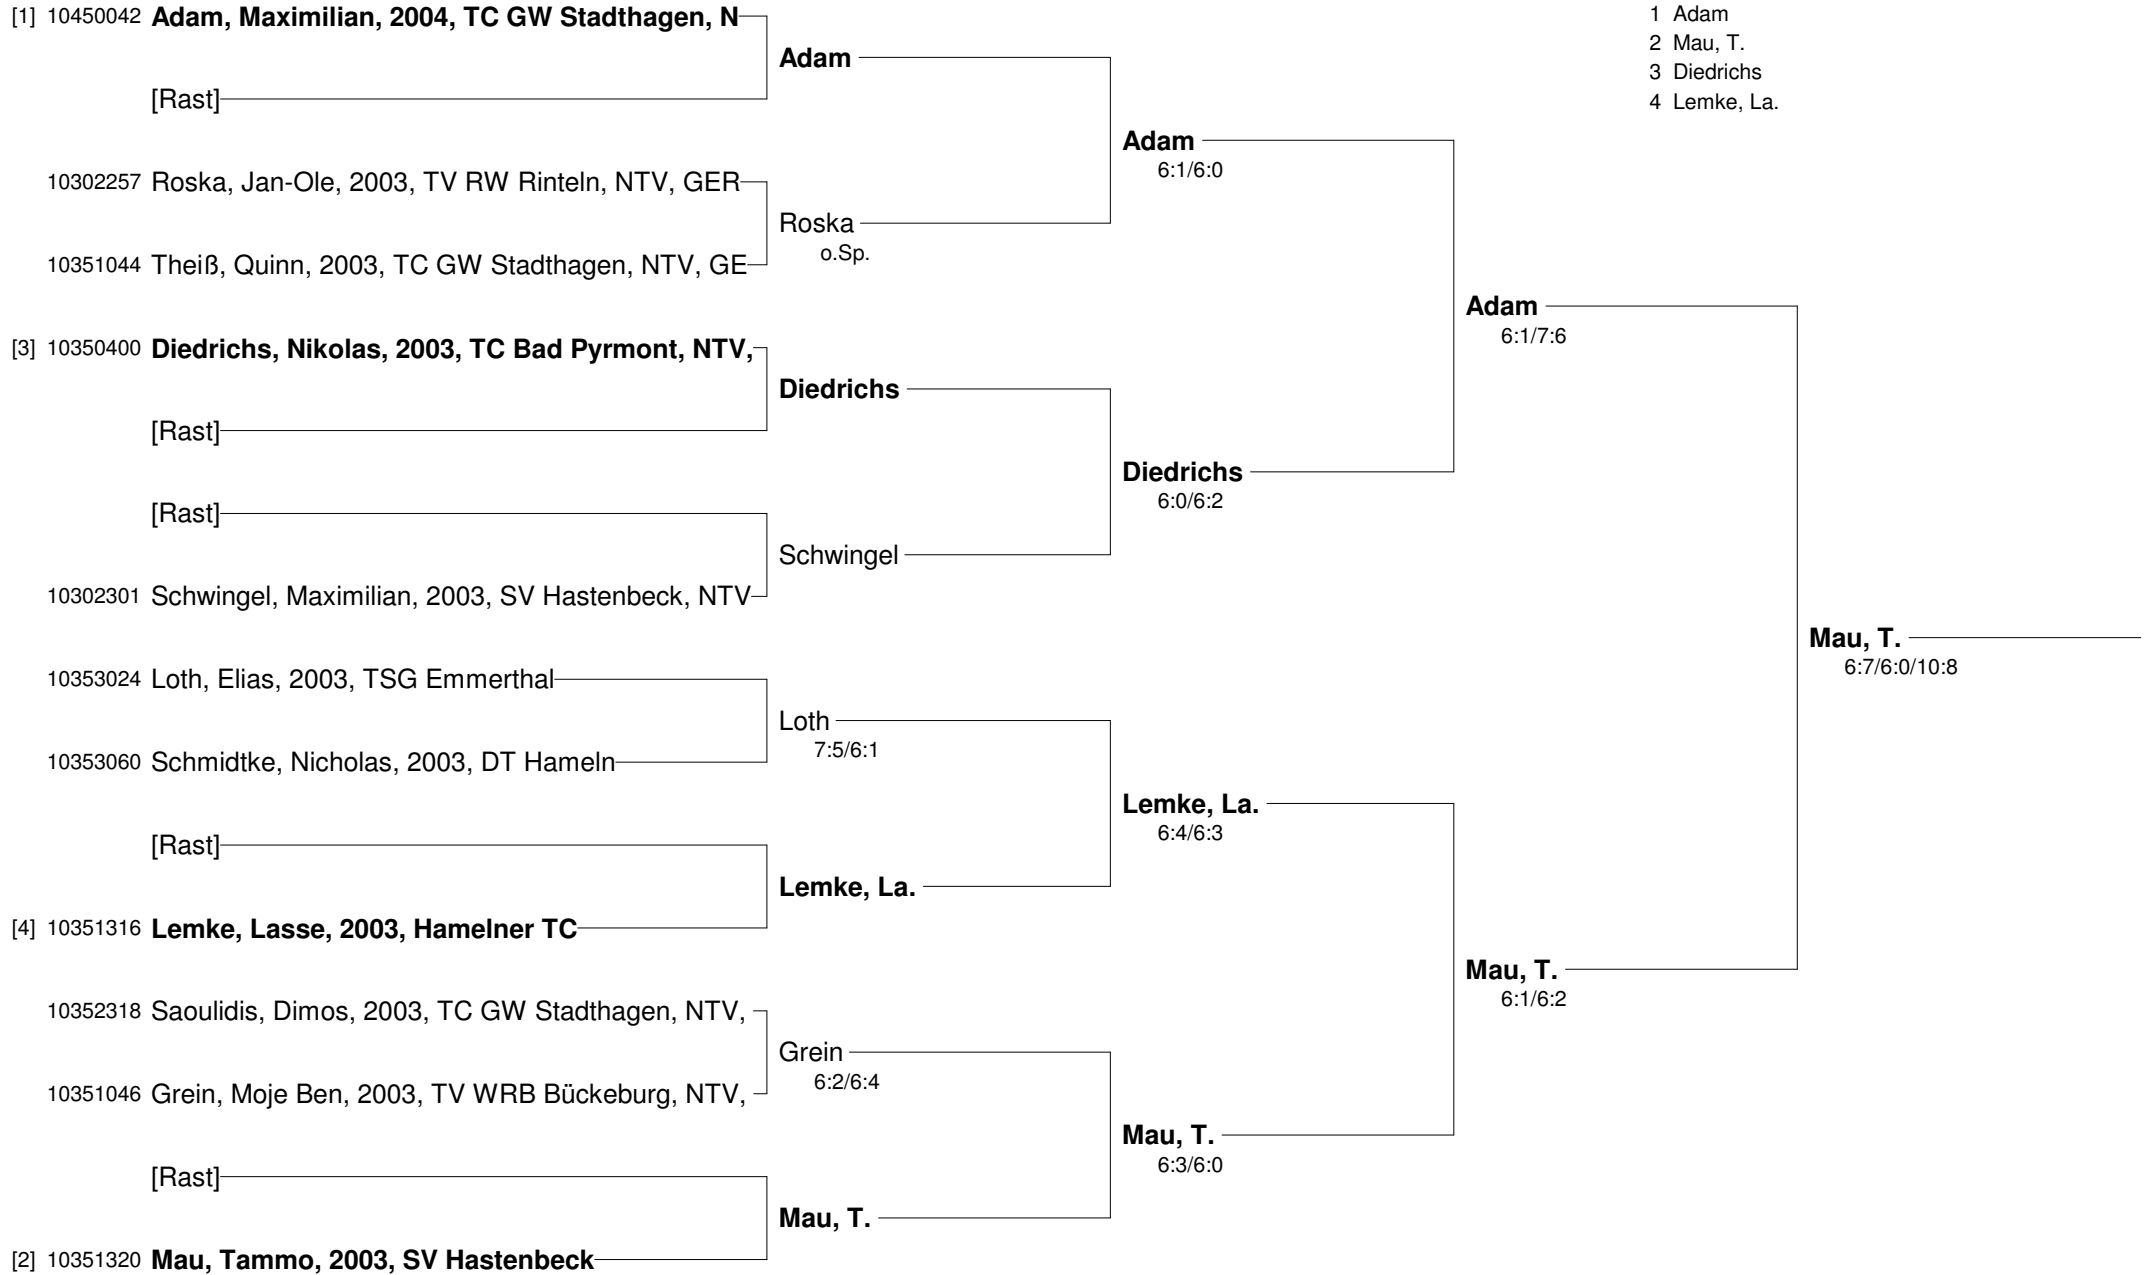 [1] 10450042 Adam, Maximilian, 2004, TC GW Stadthagen, N
[Rast]
10302257 Roska, Jan-Ole, 2003, TV RW Rinteln, NTV, GER
10351044 Theiß, Quinn, 2003, TC GW Stadthagen, NTV, GE
[3] 10350400 Diedrichs, Nikolas, 2003, TC Bad Pyrmont, NTV,
[Rast]
[Rast]
10302301 Schwingel, Maximilian, 2003, SV Hastenbeck, NTV
10353024 Loth, Elias, 2003, TSG Emmerthal
10353060 Schmidtke, Nicholas, 2003, DT Hameln
[Rast]
[4] 10351316 Lemke, Lasse, 2003, Hamelner TC
10352318 Saoulidis, Dimos, 2003, TC GW Stadthagen, NTV,
10351046 Grein, Moje Ben, 2003, TV WRB Bückeburg, NTV,
[Rast]
[2] 10351320 Mau, Tammo, 2003, SV Hastenbeck
Adam
Roska
o.Sp.
Diedrichs
Schwingel
Loth
7:5/6:1
Lemke, La.
Grein
6:2/6:4
Mau, T.
Adam
6:1/6:0
Diedrichs
6:0/6:2
Lemke, La.
6:4/6:3
Mau, T.
6:3/6:0
Adam
6:1/7:6
Mau, T.
6:1/6:2
Mau, T.
6:7/6:0/10:8
1 Adam
2 Mau, T.
3 Diedrichs
4 Lemke, La.